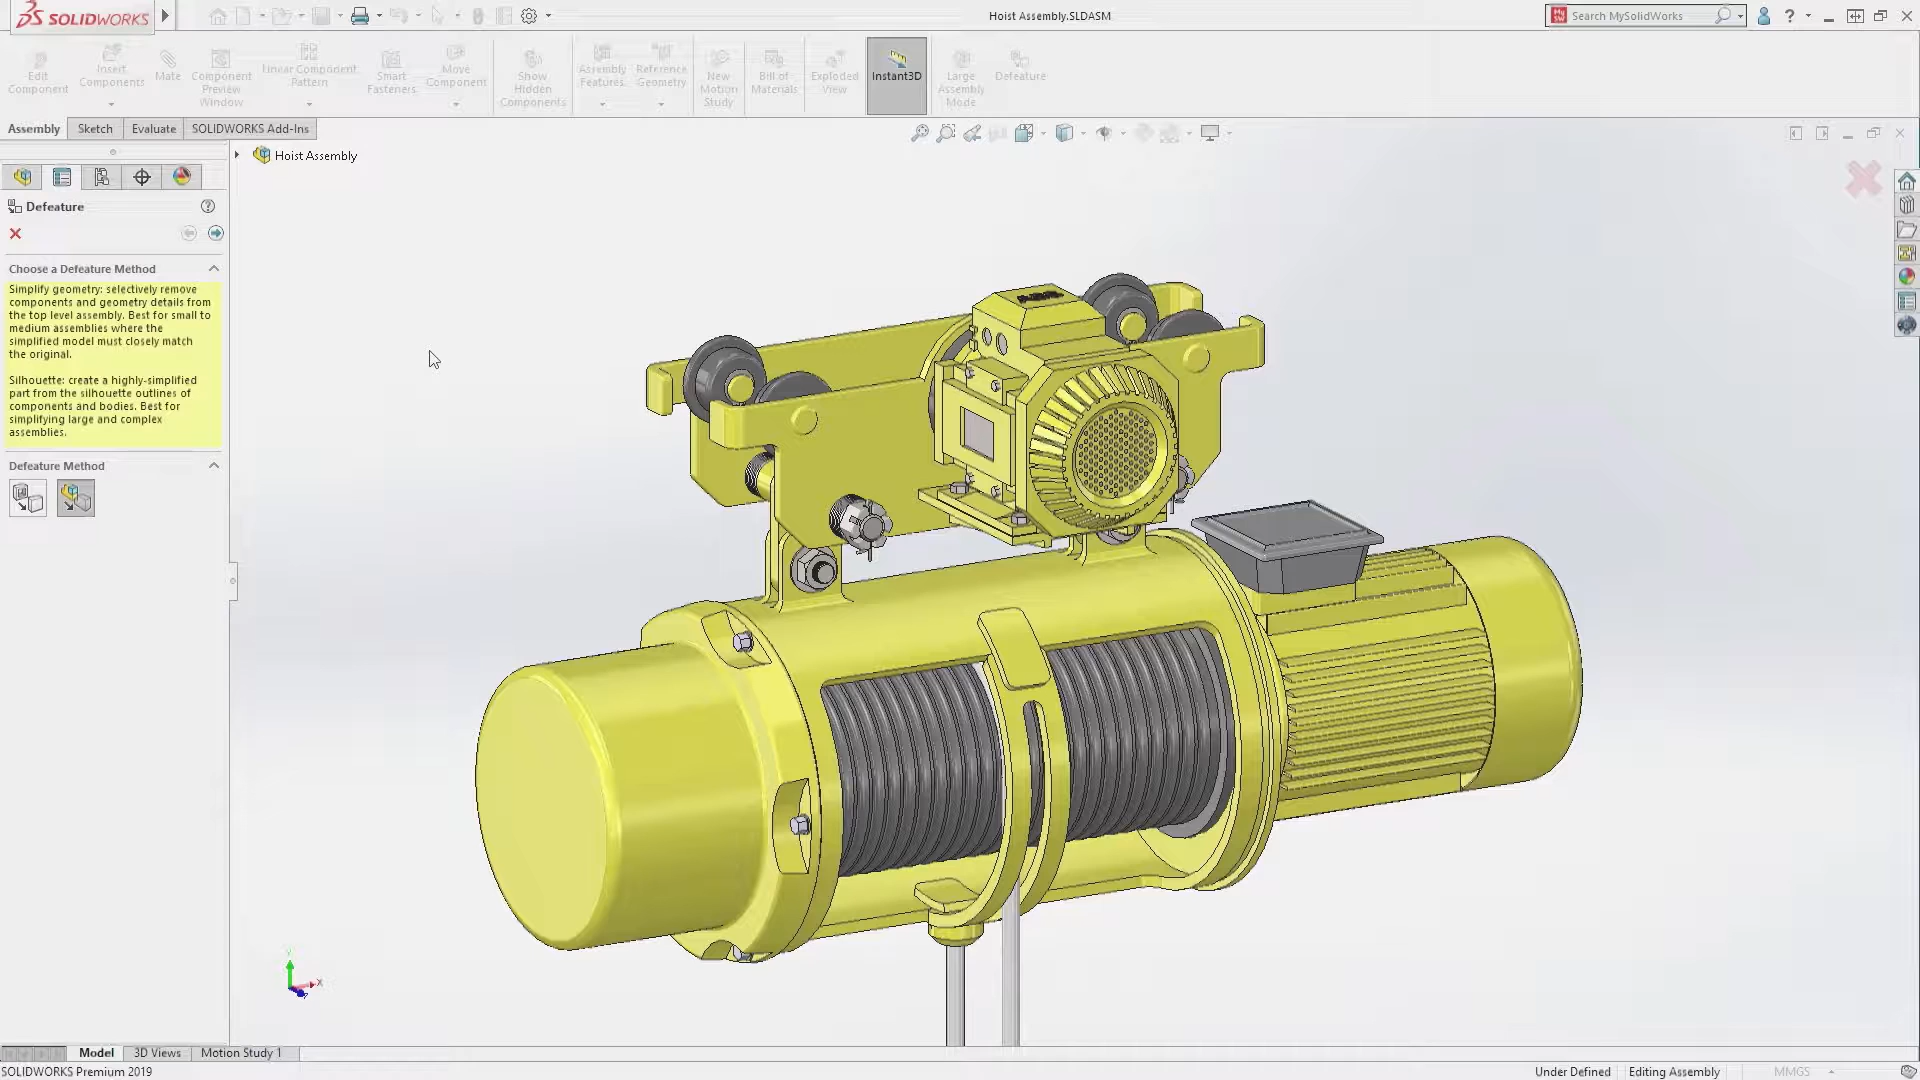 SOLIDWORKS
Hoist Assembly.SLDASM
Search MySolidWorks
Edit Component
Insert Components
Mate
Component Preview Window
Linear Component Pattern
Smart Fasteners
Move Component
Show Hidden Components
Assembly Features
Reference Geometry
New Motion Study
Bill of Materials
Exploded View
Instant3D
Large Assembly Mode
Defeature
Assembly
Sketch
Evaluate
SOLIDWORKS Add-Ins
Hoist Assembly
Defeature
Choose a Defeature Method
Simplify geometry: selectively remove
components and geometry details from
the top level assembly. Best for small to
medium assemblies where the
simplified model must closely match
the original.
Silhouette: create a highly-simplified
part from the silhouette outlines of
components and bodies. Best for
simplifying large and complex
assemblies.
Defeature Method
Y
X
Model
3D Views
Motion Study 1
SOLIDWORKS Premium 2019
Under Defined
Editing Assembly
MMGS